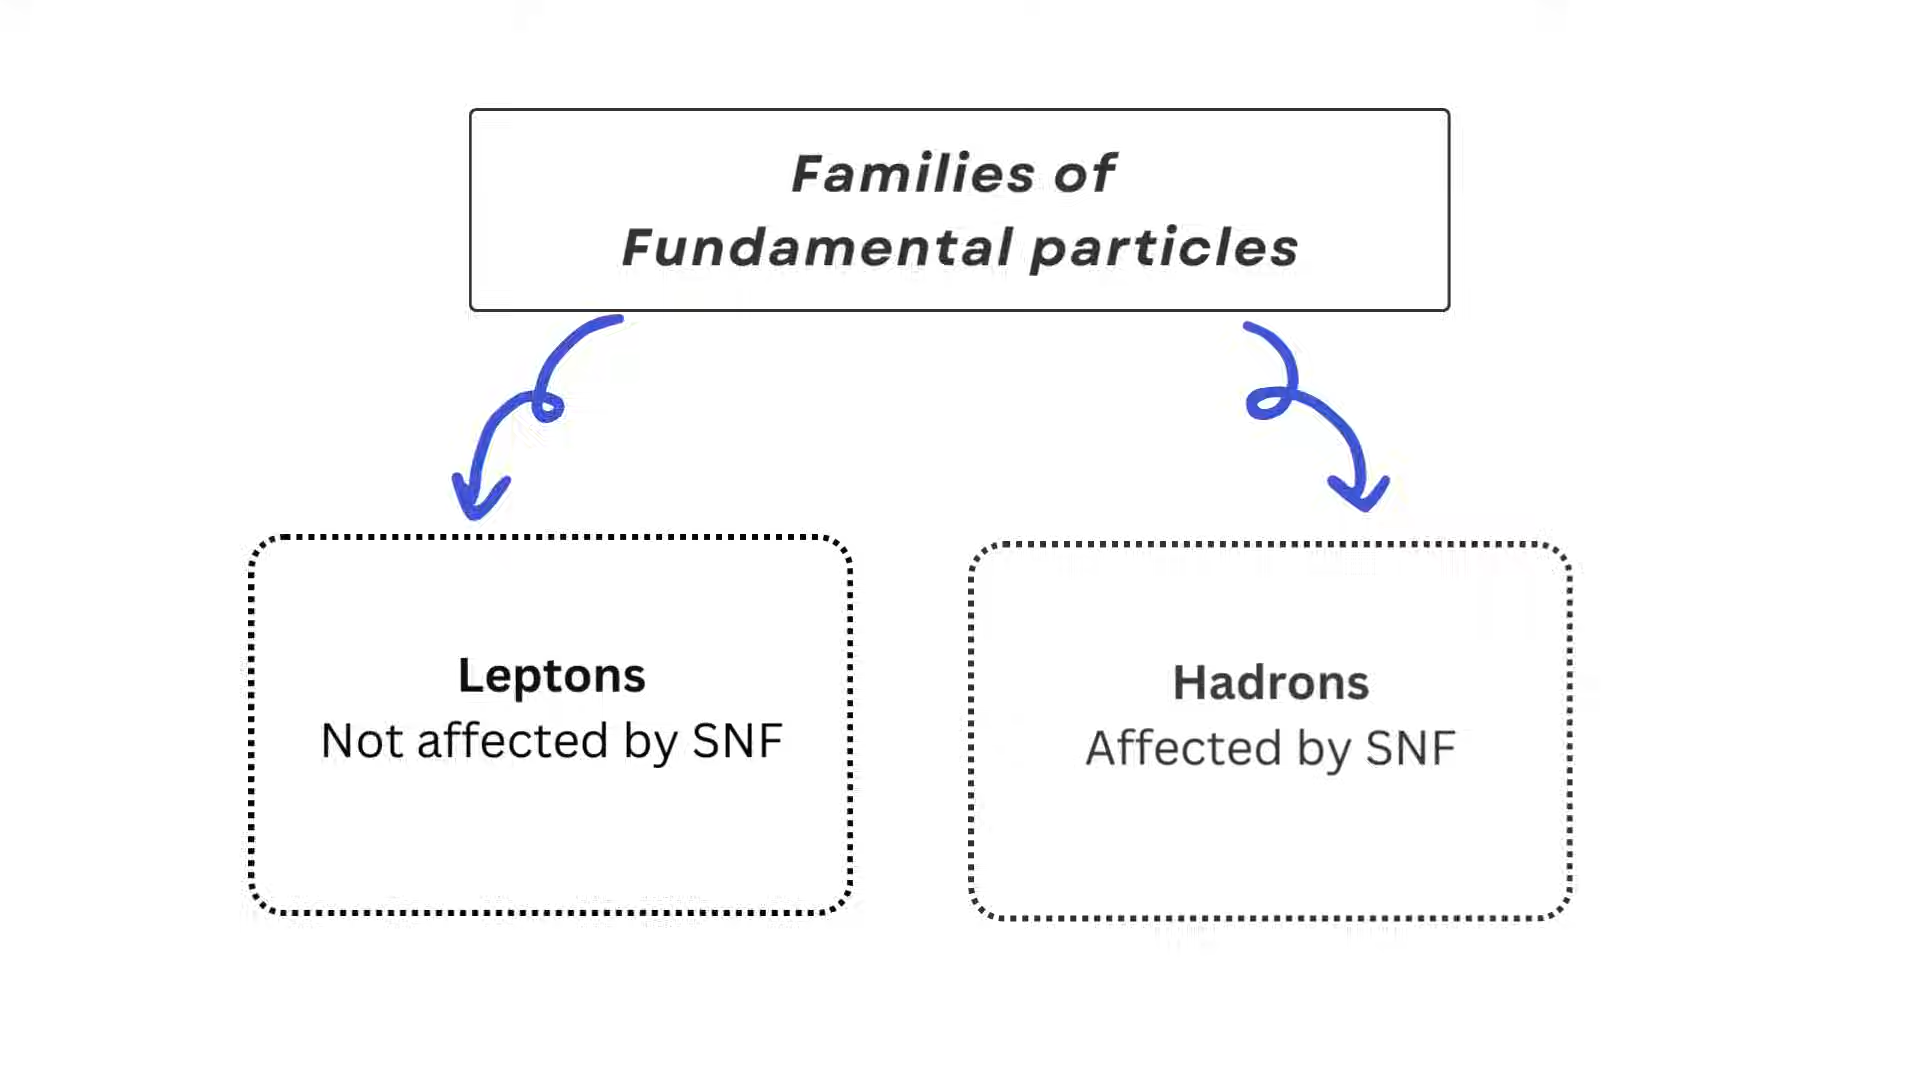 Families of
Fundamental particles
Leptons
Not affected by SNF
Hadrons
Affected by SNF